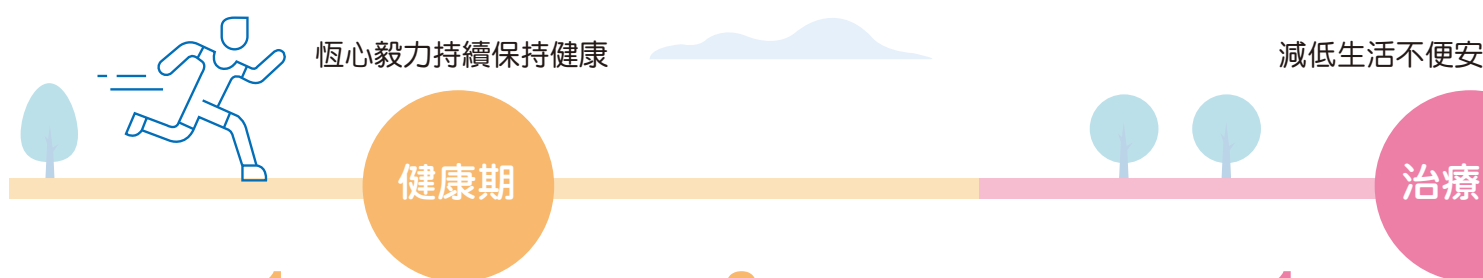 恆心毅力持續保持健康
減低生活不便安
健康期
治療